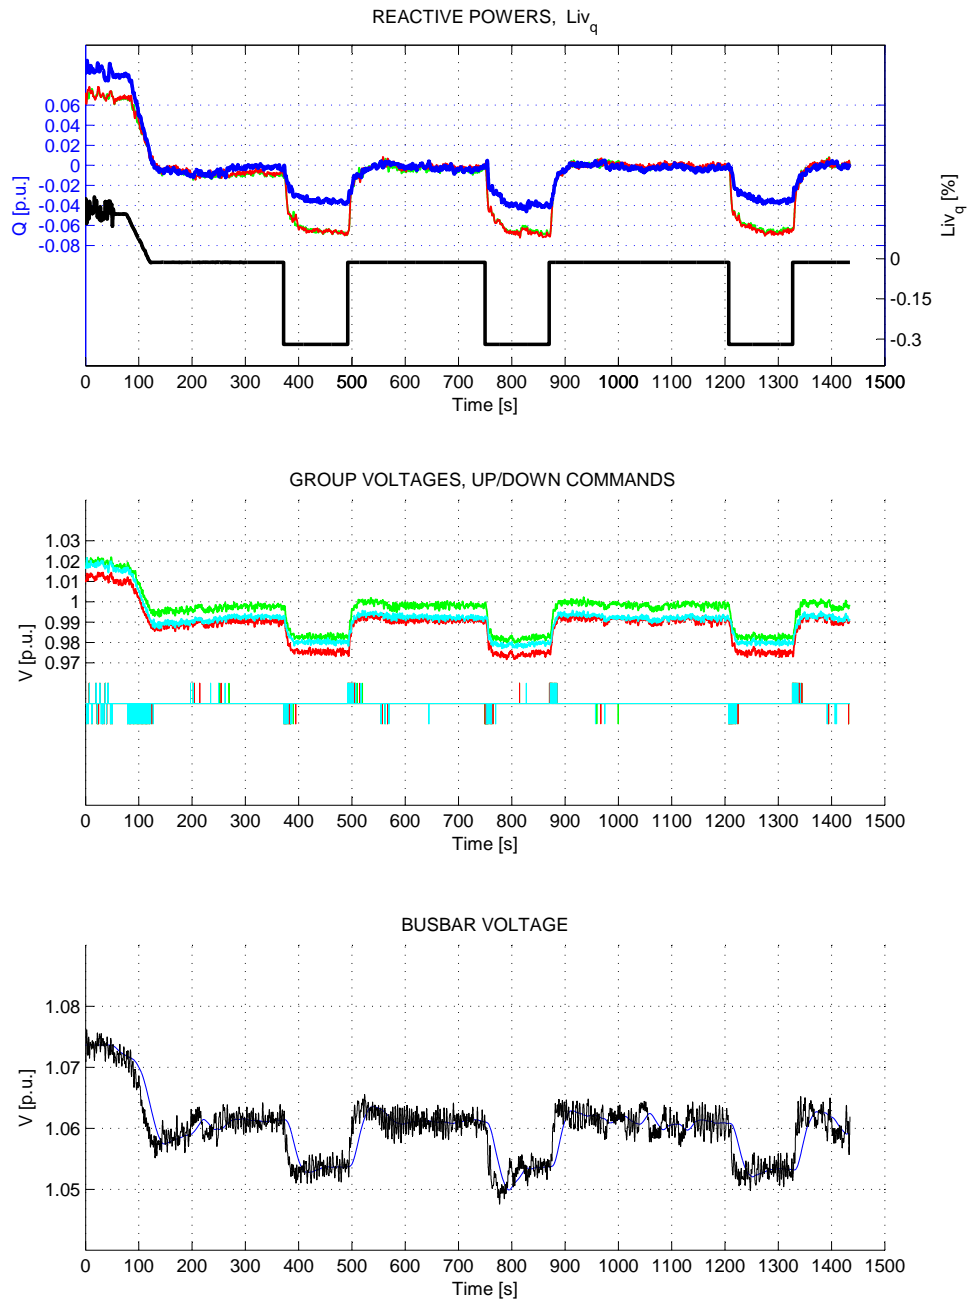 REACTIVE POWERS,  Liv_q
Q [p.u.]
0.06
0.04
0.02
0
-0.02
-0.04
-0.06
-0.08
Liv_q [%]
0
-0.15
-0.3
0 100 200 300 400 500 600 700 800 900 1000 1100 1200 1300 1400 1500
Time [s]
GROUP VOLTAGES, UP/DOWN COMMANDS
V [p.u.]
1.03
1.02
1.01
1
0.99
0.98
0.97
0 100 200 300 400 500 600 700 800 900 1000 1100 1200 1300 1400 1500
Time [s]
BUSBAR VOLTAGE
V [p.u.]
1.08
1.07
1.06
1.05
0 100 200 300 400 500 600 700 800 900 1000 1100 1200 1300 1400 1500
Time [s]